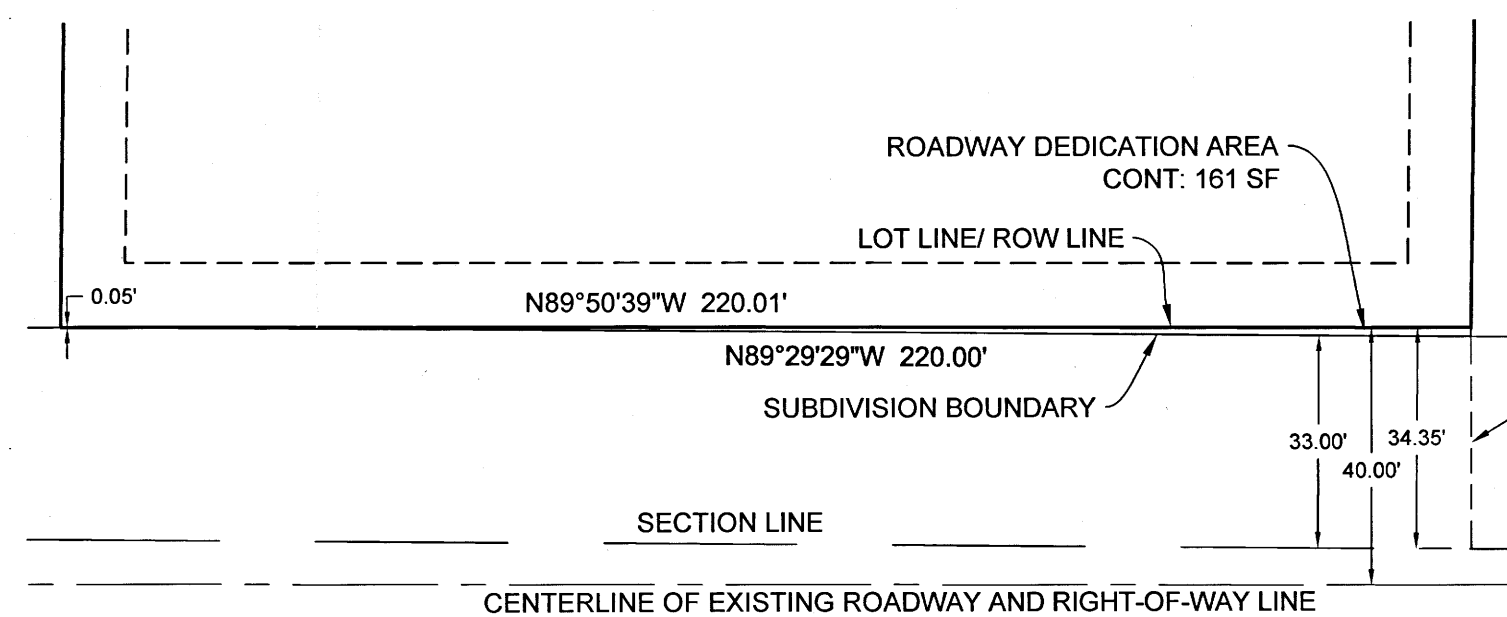 ROADWAY DEDICATION AREA
CONT: 161 SF
LOT LINE/ ROW LINE
0.05'
N89°50'39"W 220.01'
N89°29'29"W 220.00'
SUBDIVISION BOUNDARY
33.00'
34.35'
40.00'
SECTION LINE
CENTERLINE OF EXISTING ROADWAY AND RIGHT-OF-WAY LINE